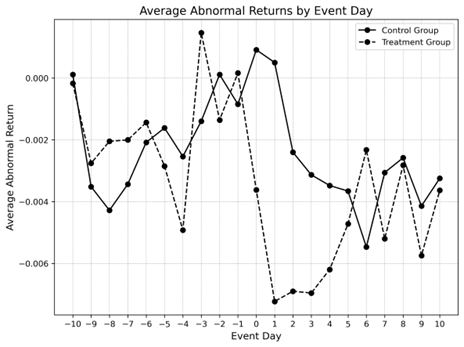 Average Abnormal Returns by Event Day
Control Group
Treatment Group
0.000
−0.002
−0.004
−0.006
Average Abnormal Return
−10 −9 −8 −7 −6 −5 −4 −3 −2 −1 0 1 2 3 4 5 6 7 8 9 10
Event Day